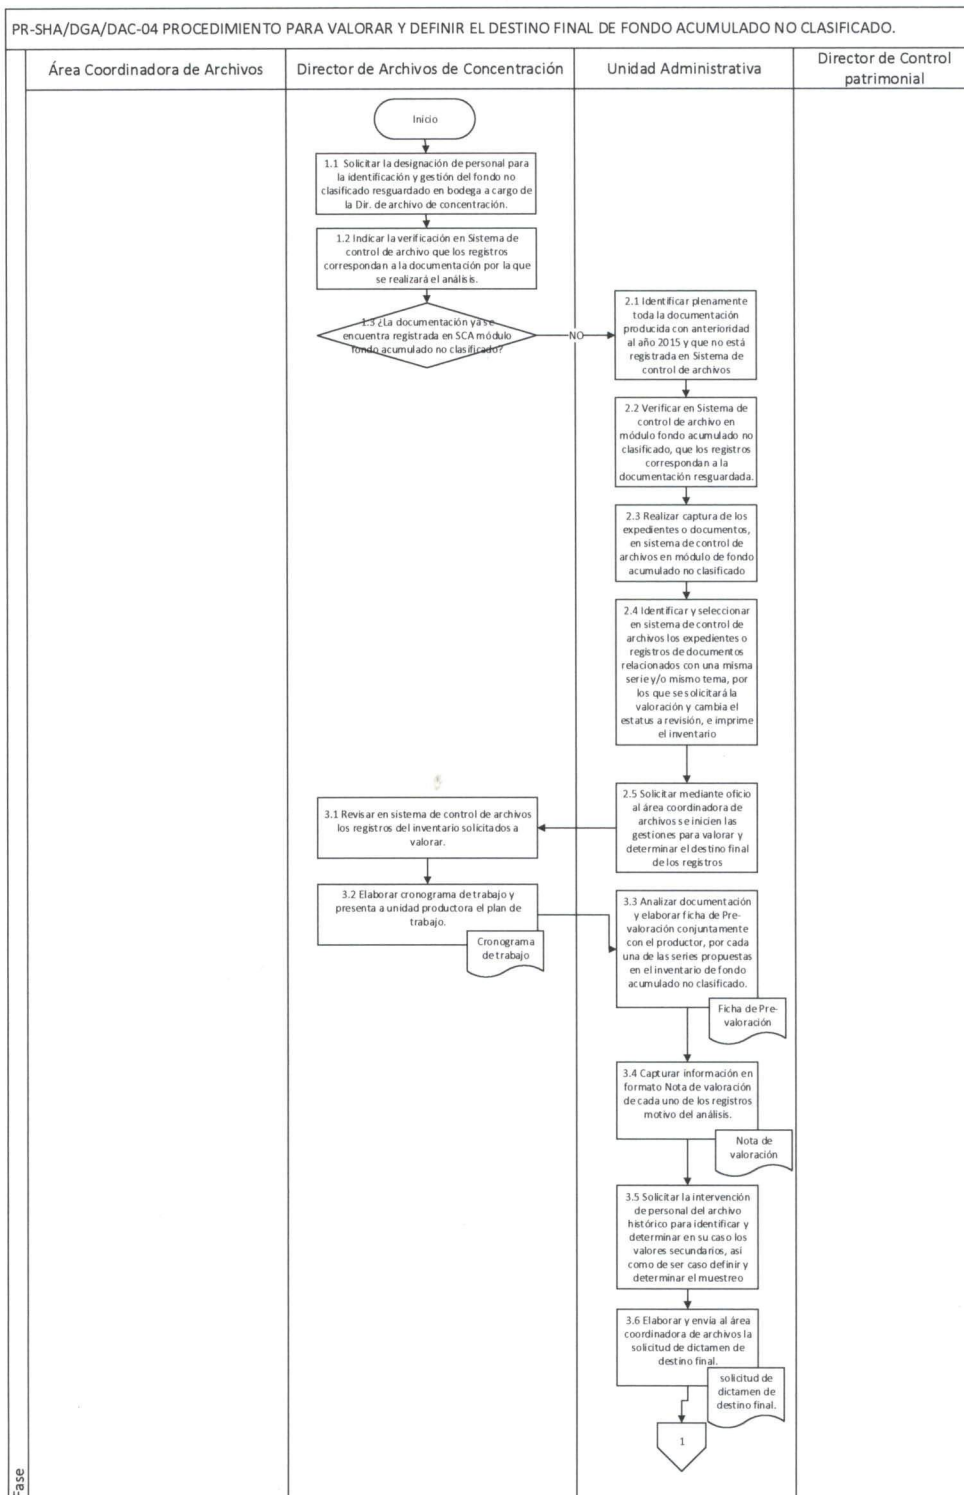 PR-SHA/DGA/DAC-04 PROCEDIMIENTO PARA VALORAR Y DEFINIR EL DESTINO FINAL DE FONDO ACUMULADO NO CLASIFICADO.
Área Coordinadora de Archivos
Director de Archivos de Concentración
Unidad Administrativa
Director de Control
patrimonial
Inicio
1.1 Solicitar la designación de personal para
la identificación y gestión del fondo no
clasificado resguardado en bodega a cargo de
la Dir. de archivo de concentración.
1.2 Indicar la verificación en Sistema de
control de archivo que los registros
correspondan a la documentación por la que
se realizará el análisis.
1.3 ¿La documentación ya se
encuentra registrada en SCA módulo
fondo acumulado no clasificado?
NO
2.1 Identificar plenamente
toda la documentación
producida con anterioridad
al año 2015 y que no está
registrada en Sistema de
control de archivos
2.2 Verificar en Sistema de
control de archivo en
módulo fondo acumulado no
clasificado, que los registros
correspondan a la
documentación resguardada.
2.3 Realizar captura de los
expedientes o documentos,
en sistema de control de
archivos en módulo de fondo
acumulado no clasificado
2.4 Identificar y seleccionar
en sistema de control de
archivos los expedientes o
registros de documentos
relacionados con una misma
serie y/o mismo tema, por
los que se solicitará la
valoración y cambia el
estatus a revisión, e imprime
el inventario
2.5 Solicitar mediante oficio
al área coordinadora de
archivos se inicien las
gestiones para valorar y
determinar el destino final
de los registros
3.1 Revisar en sistema de control de archivos
los registros del inventario solicitados a
valorar.
3.2 Elaborar cronograma de trabajo y
presenta a unidad productora el plan de
trabajo.
Cronograma
de trabajo
3.3 Analizar documentación
y elaborar ficha de Pre-
valoración conjuntamente
con el productor, por cada
una de las series propuestas
en el inventario de fondo
acumulado no clasificado.
Ficha de Pre-
valoración
3.4 Capturar información en
formato Nota de valoración
de cada uno de los registros
motivo del análisis.
Nota de
valoración
3.5 Solicitar la intervención
de personal del archivo
histórico para identificar y
determinar en su caso los
valores secundarios, asi
como de ser caso definir y
determinar el muestreo
3.6 Elaborar y envía al área
coordinadora de archivos la
solicitud de dictamen de
destino final.
solicitud de
dictamen de
destino final.
1
Fase